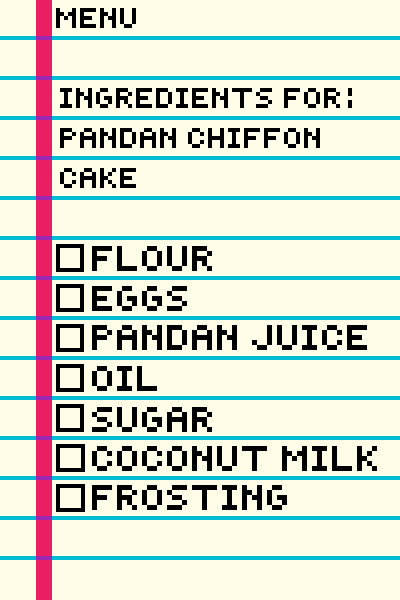 MENU
INGREDIENTS FOR:
PANDAN CHIFFON
CAKE
FLOUR
EGGS
PANDAN JUICE
OIL
SUGAR
COCONUT MILK
FROSTING